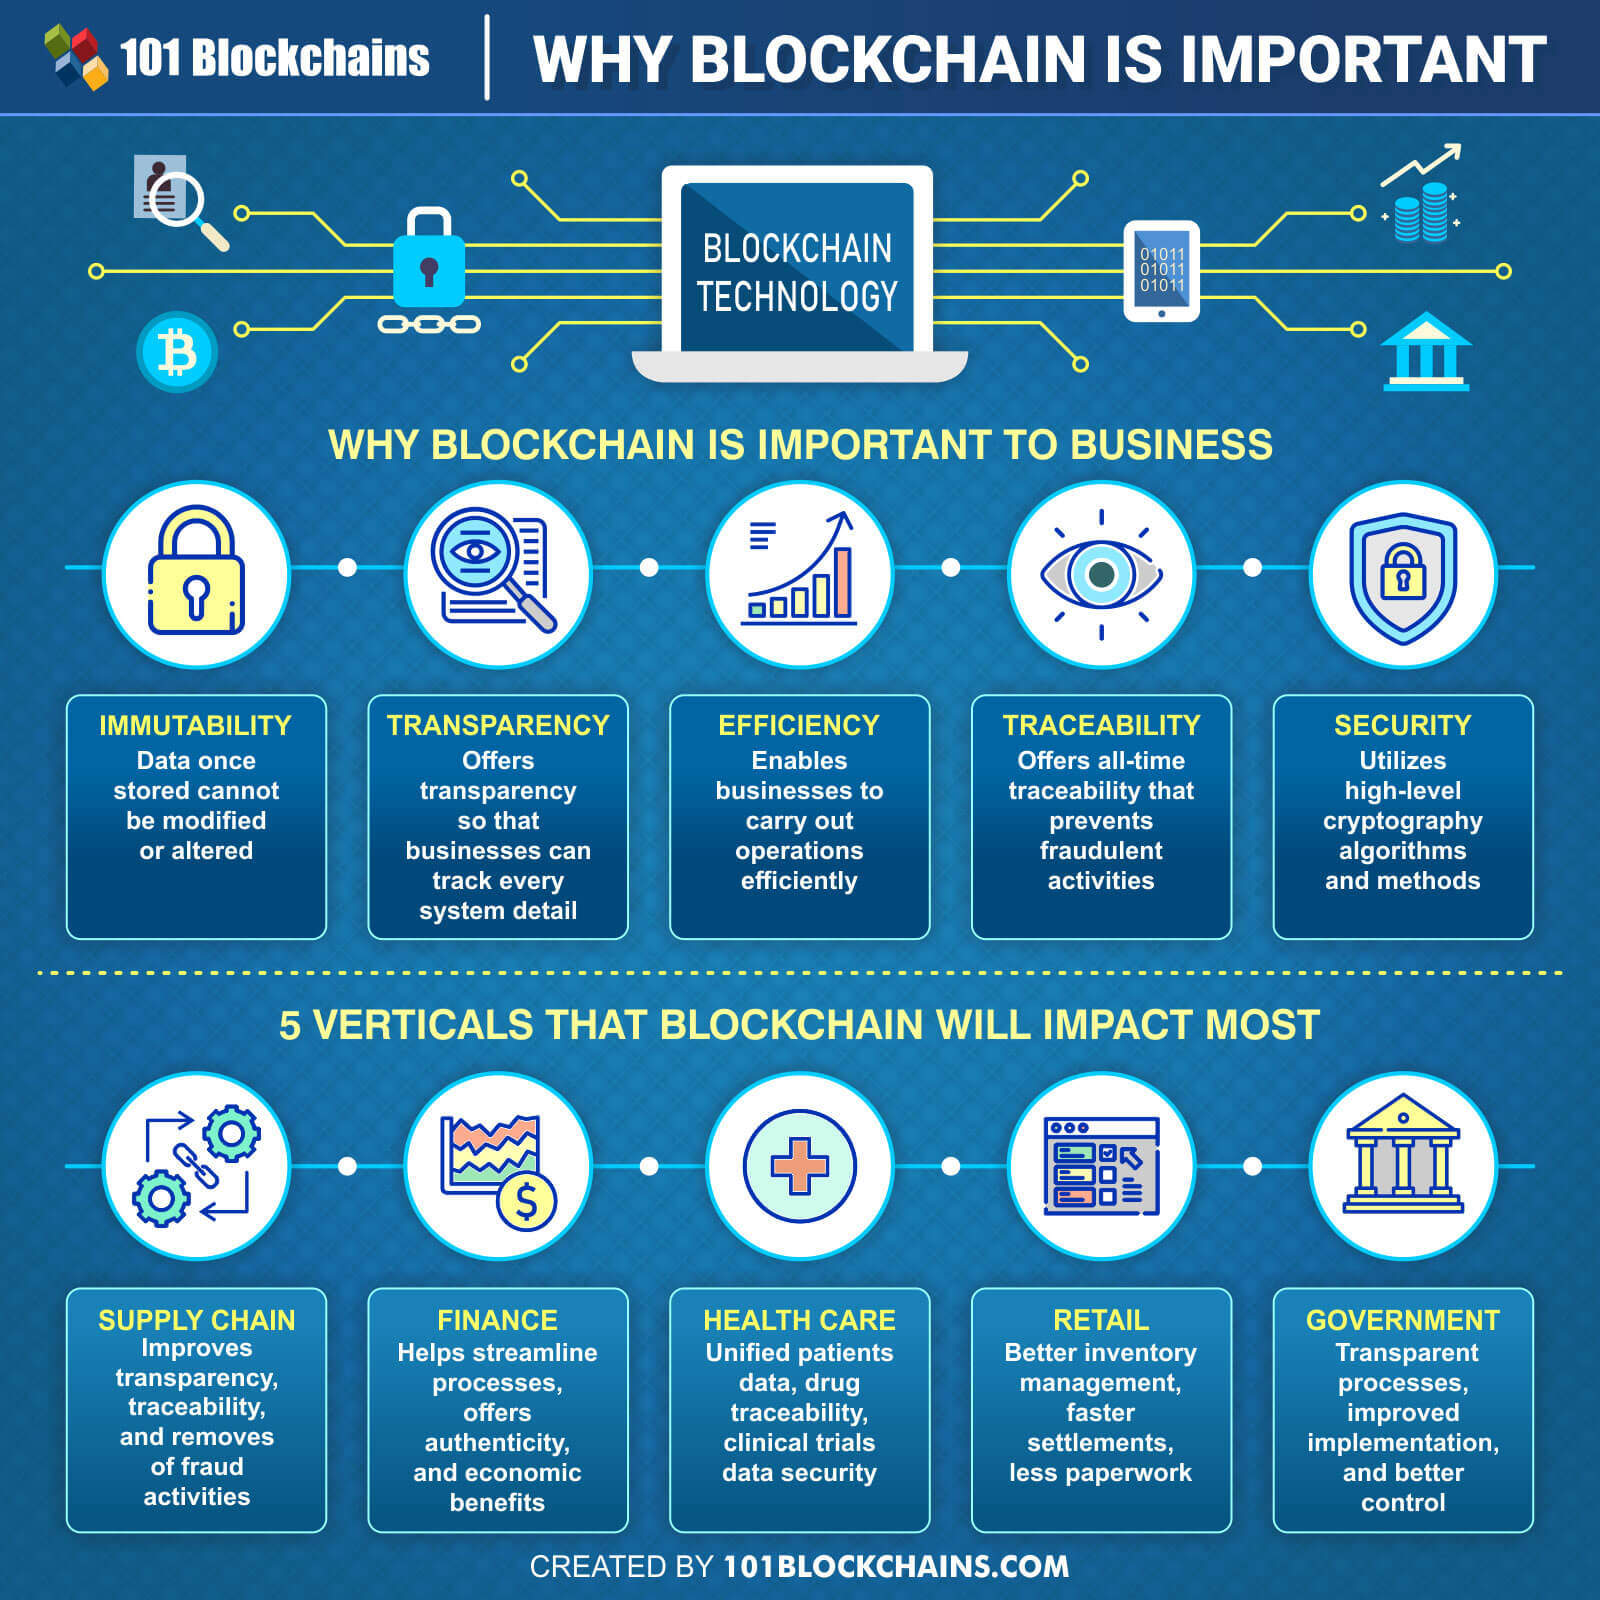 101 Blockchains
WHY BLOCKCHAIN IS IMPORTANT
BLOCKCHAIN
TECHNOLOGY
01011
01011
01011
WHY BLOCKCHAIN IS IMPORTANT TO BUSINESS
IMMUTABILITY
Data once
stored cannot
be modified
or altered
TRANSPARENCY
Offers
transparency
so that
businesses can
track every
system detail
EFFICIENCY
Enables
businesses to
carry out
operations
efficiently
TRACEABILITY
Offers all-time
traceability that
prevents
fraudulent
activities
SECURITY
Utilizes
high-level
cryptography
algorithms
and methods
5 VERTICALS THAT BLOCKCHAIN WILL IMPACT MOST
SUPPLY CHAIN
Improves
transparency,
traceability,
and removes
of fraud
activities
FINANCE
Helps streamline
processes,
offers
authenticity,
and economic
benefits
HEALTH CARE
Unified patients
data, drug
traceability,
clinical trials
data security
RETAIL
Better inventory
management,
faster
settlements,
less paperwork
GOVERNMENT
Transparent
processes,
improved
implementation,
and better
control
CREATED BY 101BLOCKCHAINS.COM